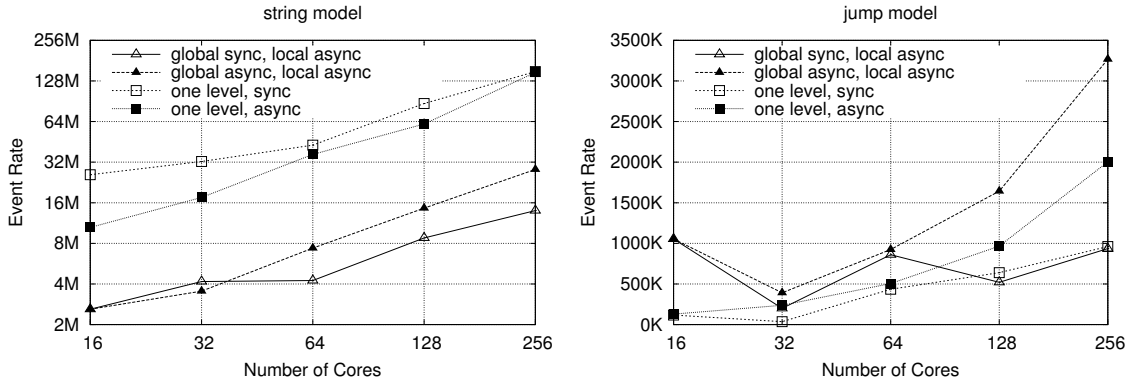 string model
256M
128M
64M
32M
16M
8M
4M
2M
Event Rate
global sync, local async
global async, local async
one level, sync
one level, async
16 32 64 128 256
Number of Cores
jump model
3500K
3000K
2500K
2000K
1500K
1000K
500K
0K
Event Rate
global sync, local async
global async, local async
one level, sync
one level, async
16 32 64 128 256
Number of Cores